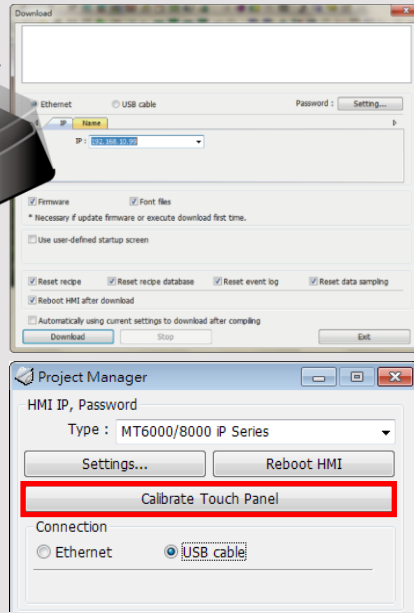 Download
Ethernet USB cable Password : Setting...
IP Name
IP : 192.168.10.99
Firmware Font files
* Necessary if update firmware or execute download first time.
Use user-defined startup screen
Reset recipe Reset recipe database Reset event log Reset data sampling
Reboot HMI after download
Automatically using current settings to download after compiling
Download Stop Exit
Project Manager
HMI IP, Password
Type : MT6000/8000 iP Series
Settings... Reboot HMI
Calibrate Touch Panel
Connection
Ethernet USB cable